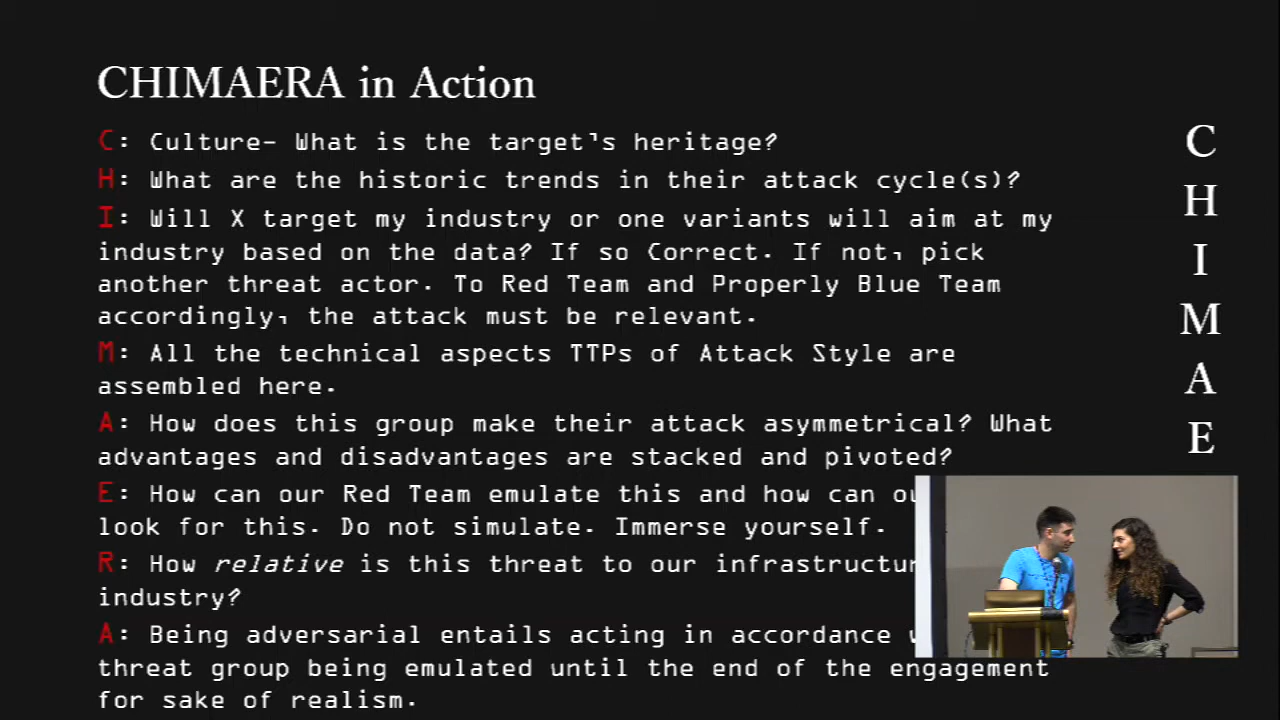 CHIMAERA in Action
C: Culture- What is the target's heritage?
H: What are the historic trends in their attack cycle(s)?
I: Will X target my industry or one variants will aim at my
industry based on the data? If so Correct. If not, pick
another threat actor. To Red Team and Properly Blue Team
accordingly, the attack must be relevant.
M: All the technical aspects TTPs of Attack Style are
assembled here.
A: How does this group make their attack asymmetrical? What
advantages and disadvantages are stacked and pivoted?
E: How can our Red Team emulate this and how can
look for this. Do not simulate. Immerse yourself.
R: How relative is this threat to our
industry?
A: Being adversarial entails acting in accordance
threat group being emulated until the end of the engagement
for sake of realism.
C
H
I
M
A
E